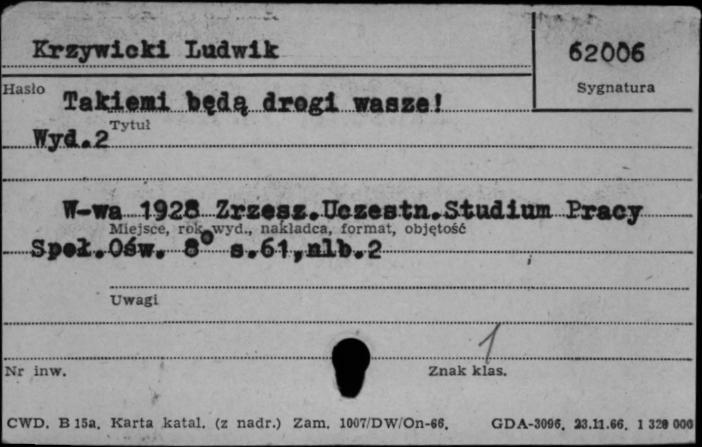 Krzywicki Ludwik
62006
Hasło
Sygnatura
Takiemi będą drogi wasze!
Tytuł
Wyd.2
W-wa 1928 Zrzesz.Uczestn.Studium Pracy
Miejsce, rok wyd., nakładca, format, objętość
Społ.Ośw. 8° s.61,nlb.2
Uwagi
1
Nr inw.
Znak klas.
CWD. B 15a. Karta katal. (z nadr.) Zam. 1007/DW/On-66. GDA-3096. 23.11.66. 1 320 000